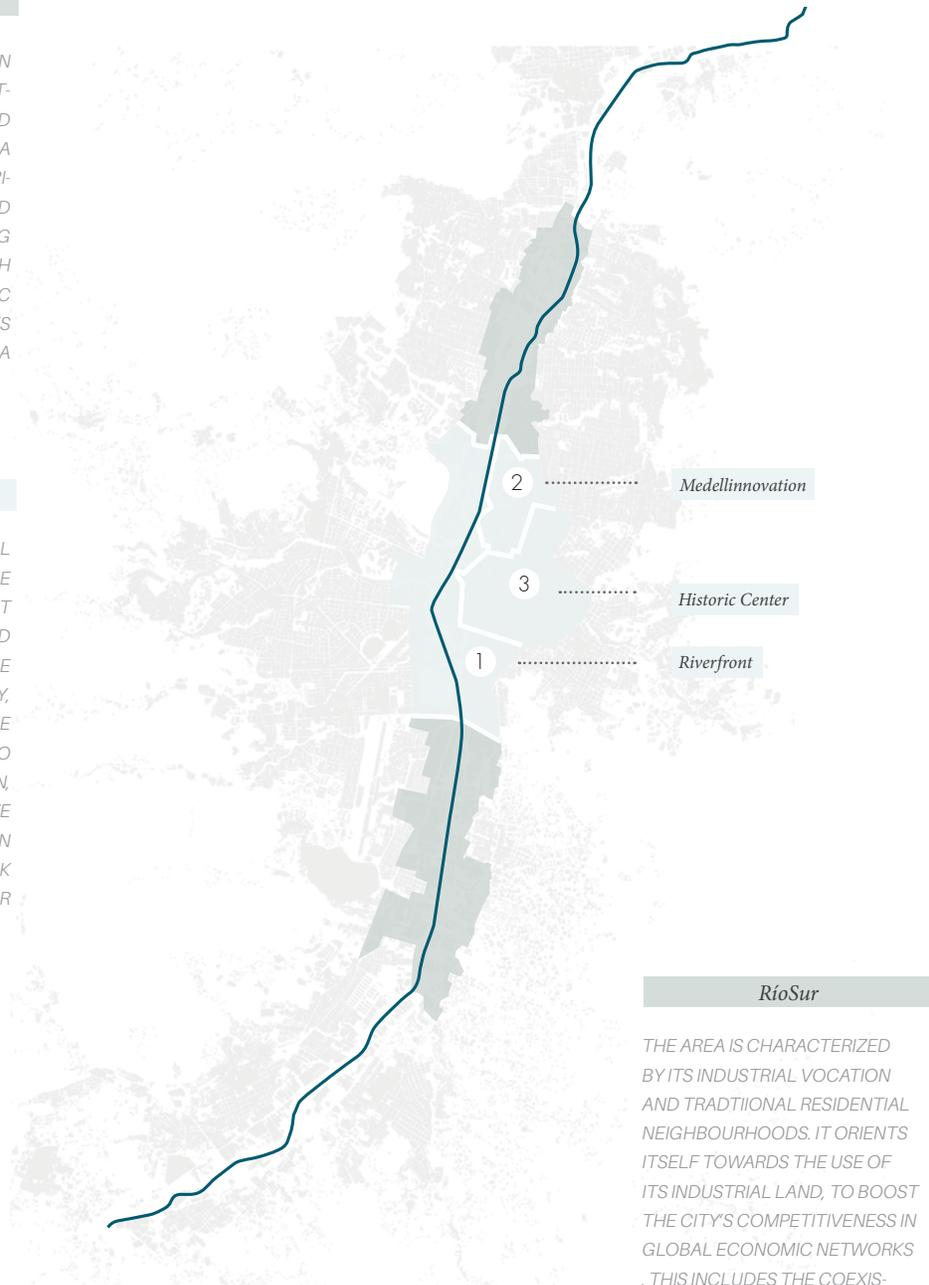 N
T-
D
A
PI-
D
G
H
C
S
A
L
E
T
D
E
Y,
E
O
N,
E
N
K
R
2
Medellinnovation
3
Historic Center
1
Riverfront
RíoSur
THE AREA IS CHARACTERIZED
BY ITS INDUSTRIAL VOCATION
AND TRADTIIONAL RESIDENTIAL
NEIGHBOURHOODS. IT ORIENTS
ITSELF TOWARDS THE USE OF
ITS INDUSTRIAL LAND, TO BOOST
THE CITY'S COMPETITIVENESS IN
GLOBAL ECONOMIC NETWORKS
. THIS INCLUDES THE COEXIS-